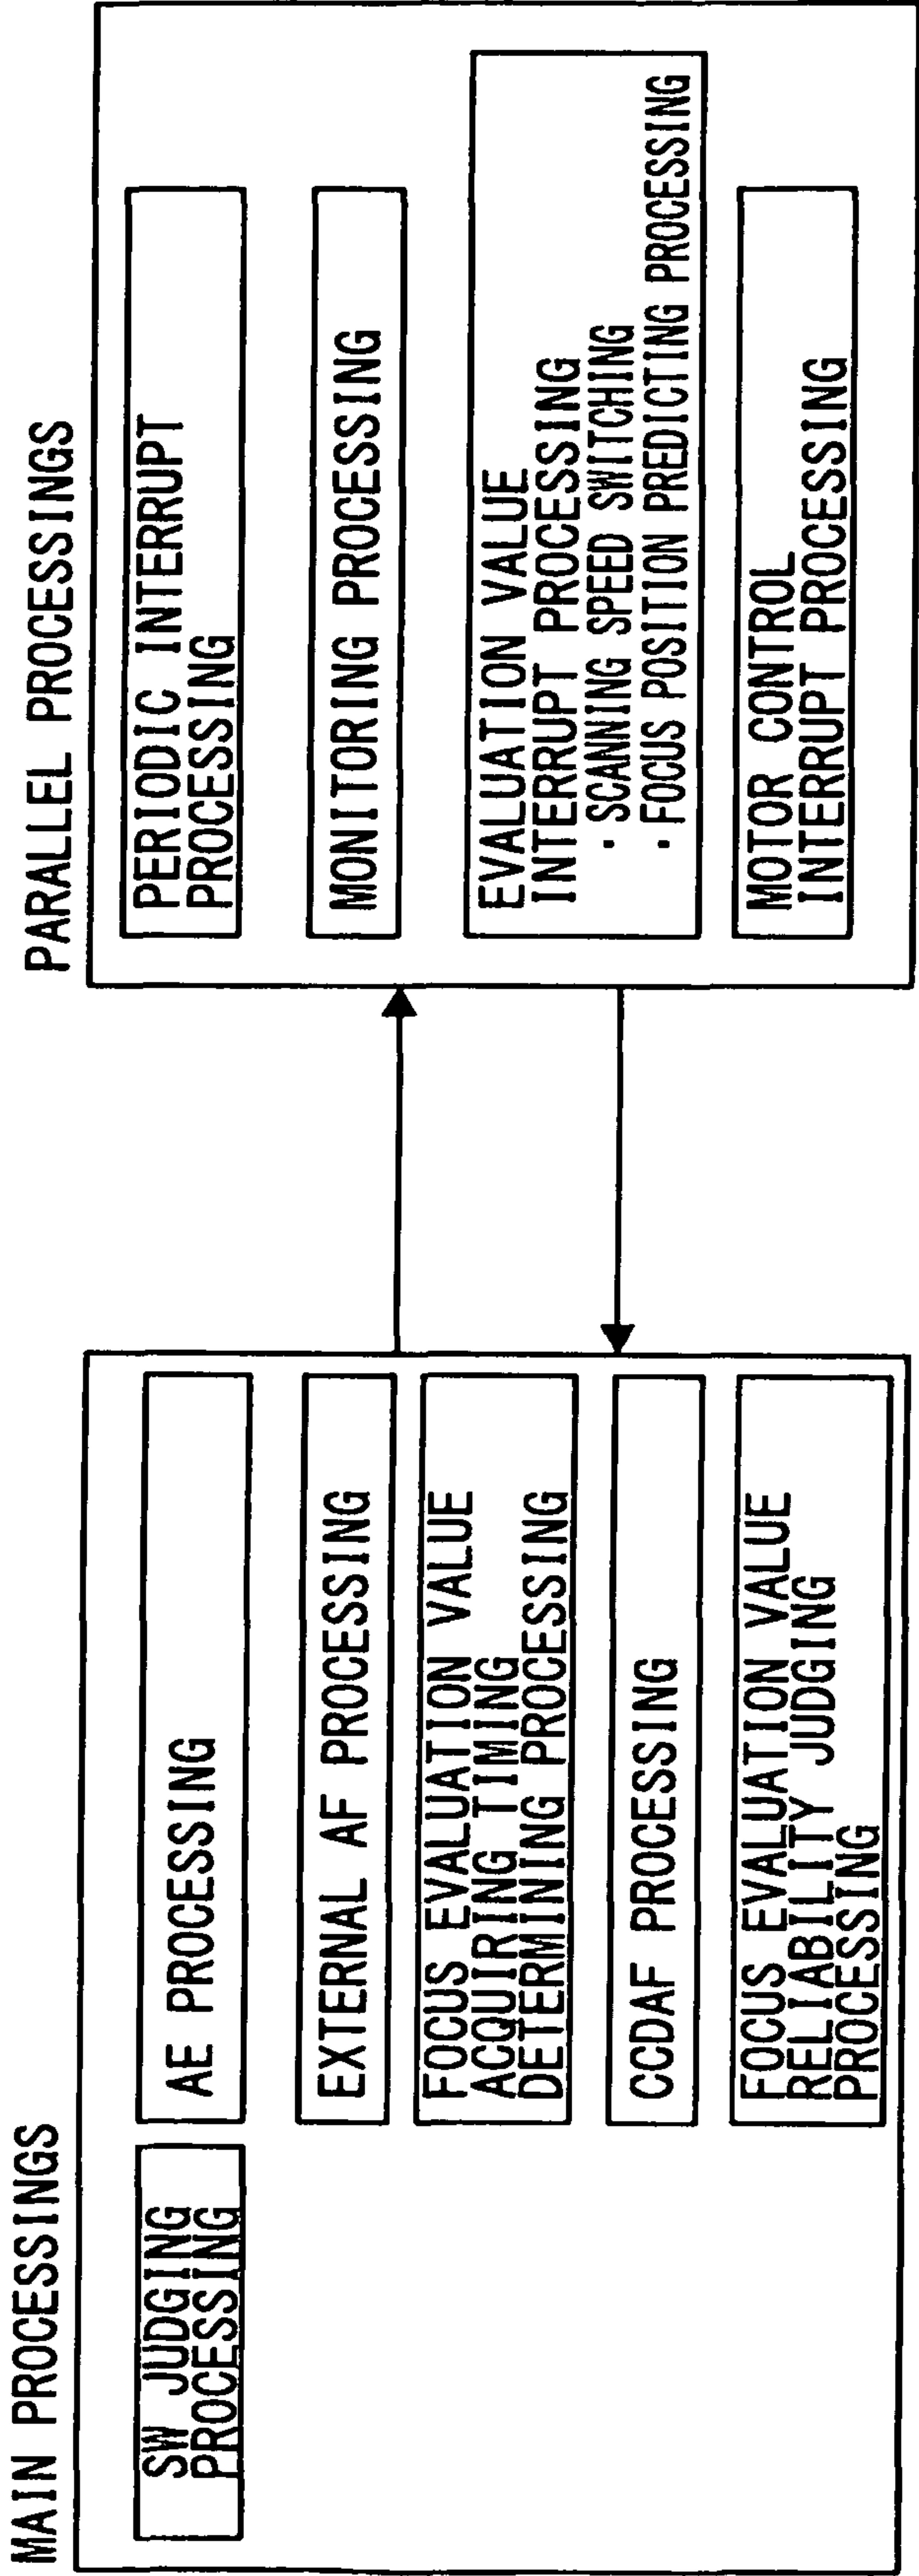 MAIN PROCESSINGS
SW JUDGING
PROCESSING
AE PROCESSING
EXTERNAL AF PROCESSING
FOCUS EVALUATION VALUE
ACQUIRING TIMING
DETERMINING PROCESSING
CCDAF PROCESSING
FOCUS EVALUATION VALUE
RELIABILITY JUDGING
PROCESSING
PARALLEL PROCESSINGS
PERIODIC INTERRUPT
PROCESSING
MONITORING PROCESSING
EVALUATION VALUE
INTERRUPT PROCESSING
・SCANNING SPEED SWITCHING
・FOCUS POSITION PREDICTING PROCESSING
MOTOR CONTROL
INTERRUPT PROCESSING